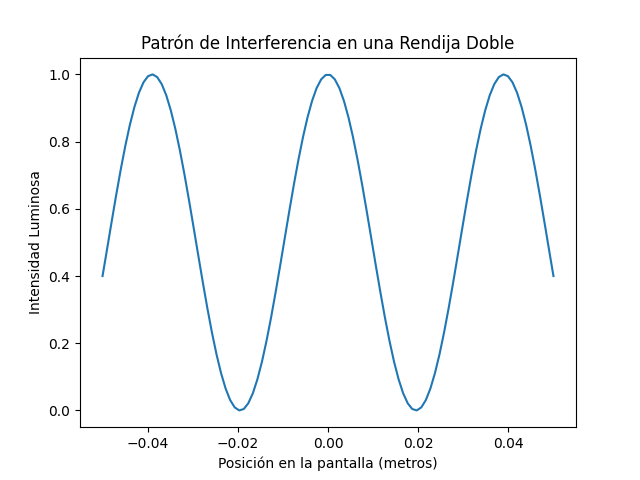 Patrón de Interferencia en una Rendija Doble
1.0
0.8
0.6
0.4
0.2
0.0
Intensidad Luminosa
−0.04 −0.02 0.00 0.02 0.04
Posición en la pantalla (metros)